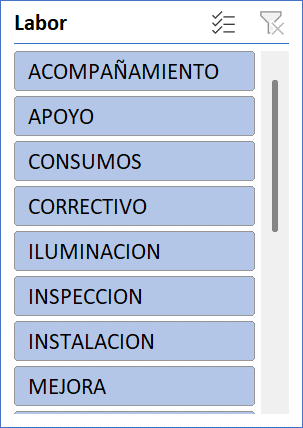 Labor
ACOMPAÑAMIENTO
APOYO
CONSUMOS
CORRECTIVO
ILUMINACION
INSPECCION
INSTALACION
MEJORA